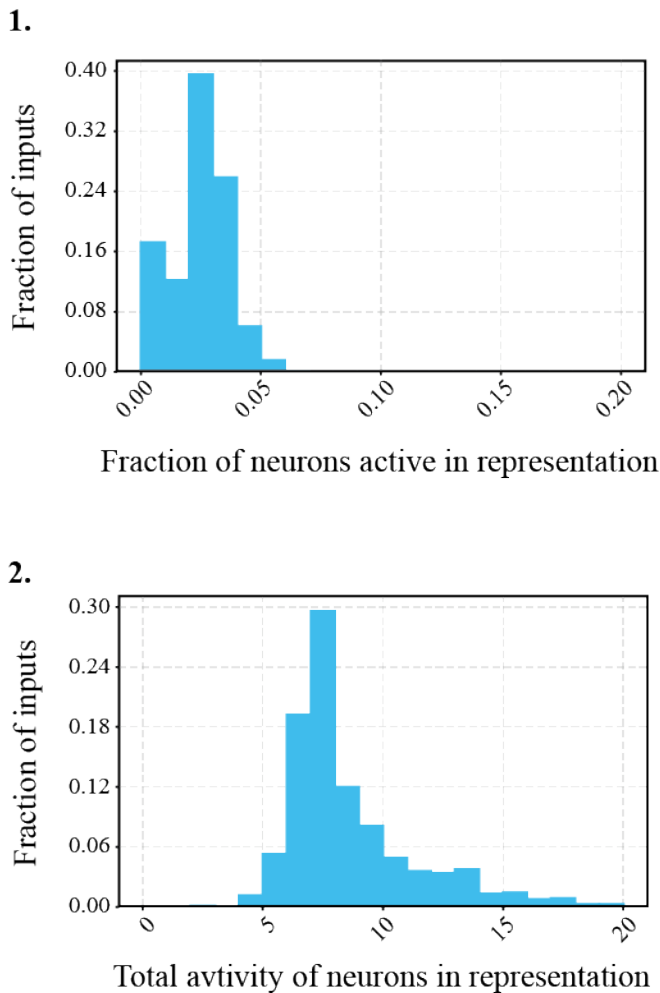 1.
0.40
0.32
0.24
0.16
0.08
0.00
Fraction of inputs
0.00 0.05 0.10 0.15 0.20
Fraction of neurons active in representation
2.
0.30
0.24
0.18
0.12
0.06
0.00
Fraction of inputs
0 5 10 15 20
Total avtivity of neurons in representation